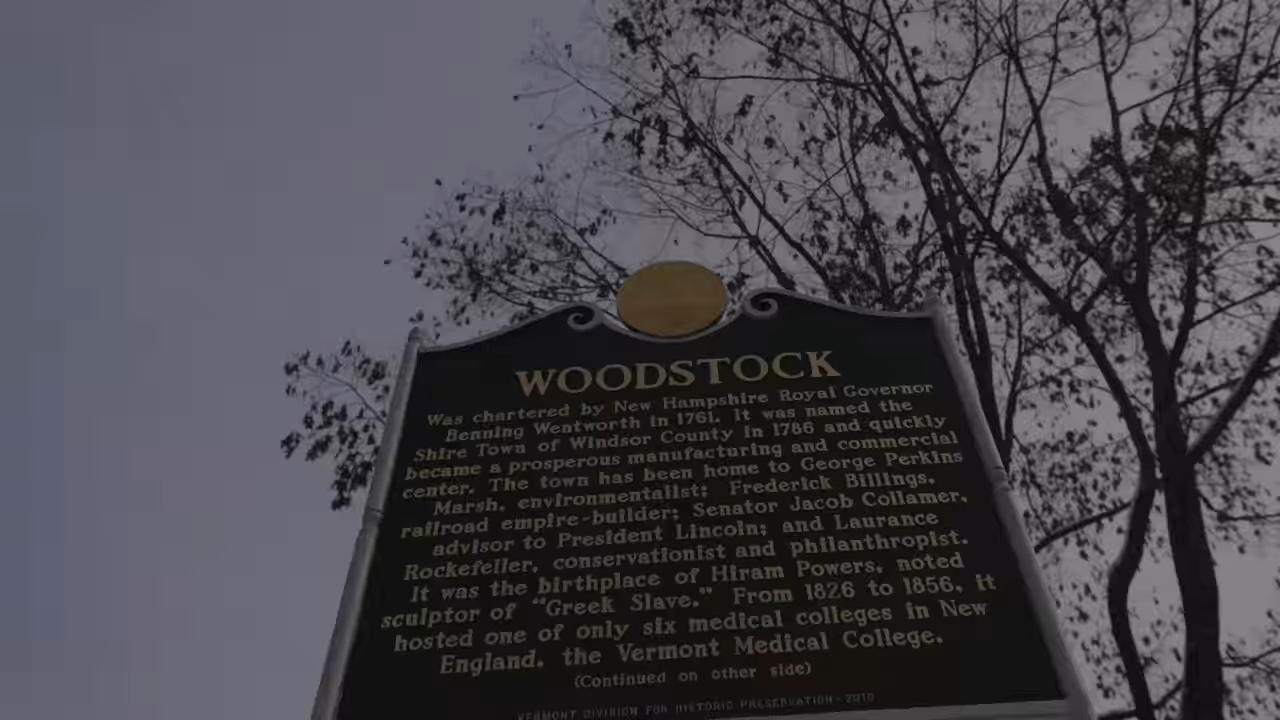 WOODSTOCK
Was chartered by New Hampshire Royal Governor
Benning Wentworth in 1761. It was named the
Shire Town of Windsor County in 1786 and quickly
became a prosperous manufacturing and commercial
center. The town has been home to George Perkins
Marsh, environmentalist; Frederick Billings,
railroad empire-builder; Senator Jacob Collamer,
advisor to President Lincoln; and Laurance
Rockefeller, conservationist and philanthropist.
It was the birthplace of Hiram Powers, noted
sculptor of “Greek Slave.” From 1826 to 1856, it
hosted one of only six medical colleges in New
England, the Vermont Medical College.
(Continued on other side)
VERMONT DIVISION FOR HISTORIC PRESERVATION-2010